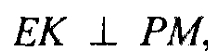 EK ⊥ PM,